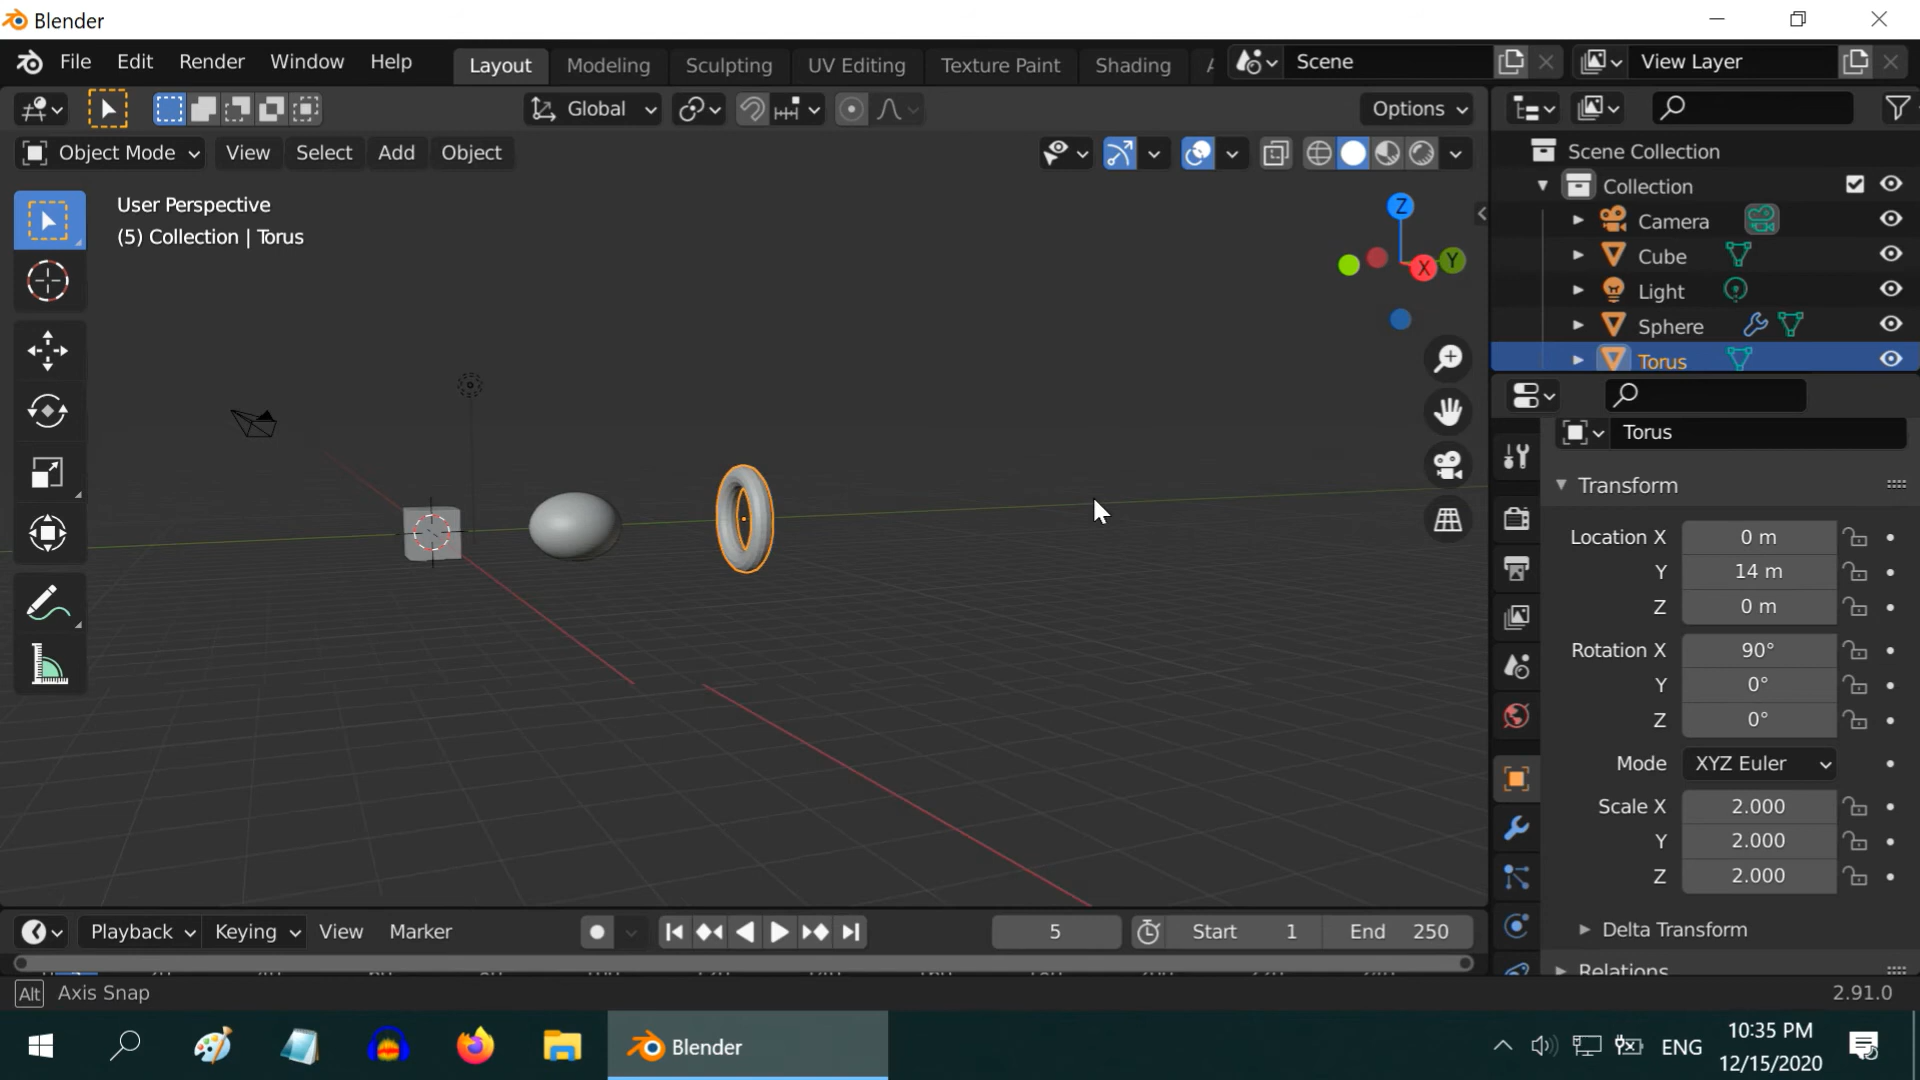 Blender
File Edit Render Window Help Layout Modeling Sculpting UV Editing Texture Paint Shading Scene View Layer
Global Options
Object Mode View Select Add Object
User Perspective
(5) Collection | Torus
Z
X
Y
Scene Collection
Collection
Camera
Cube
Light
Sphere
Torus
Torus
Transform
Location X 0 m
Y 14 m
Z 0 m
Rotation X 90°
Y 0°
Z 0°
Mode XYZ Euler
Scale X 2.000
Y 2.000
Z 2.000
Delta Transform
Relations
Playback Keying View Marker 5 Start 1 End 250
Alt Axis Snap 2.91.0
Blender ENG 10:35 PM
12/15/2020